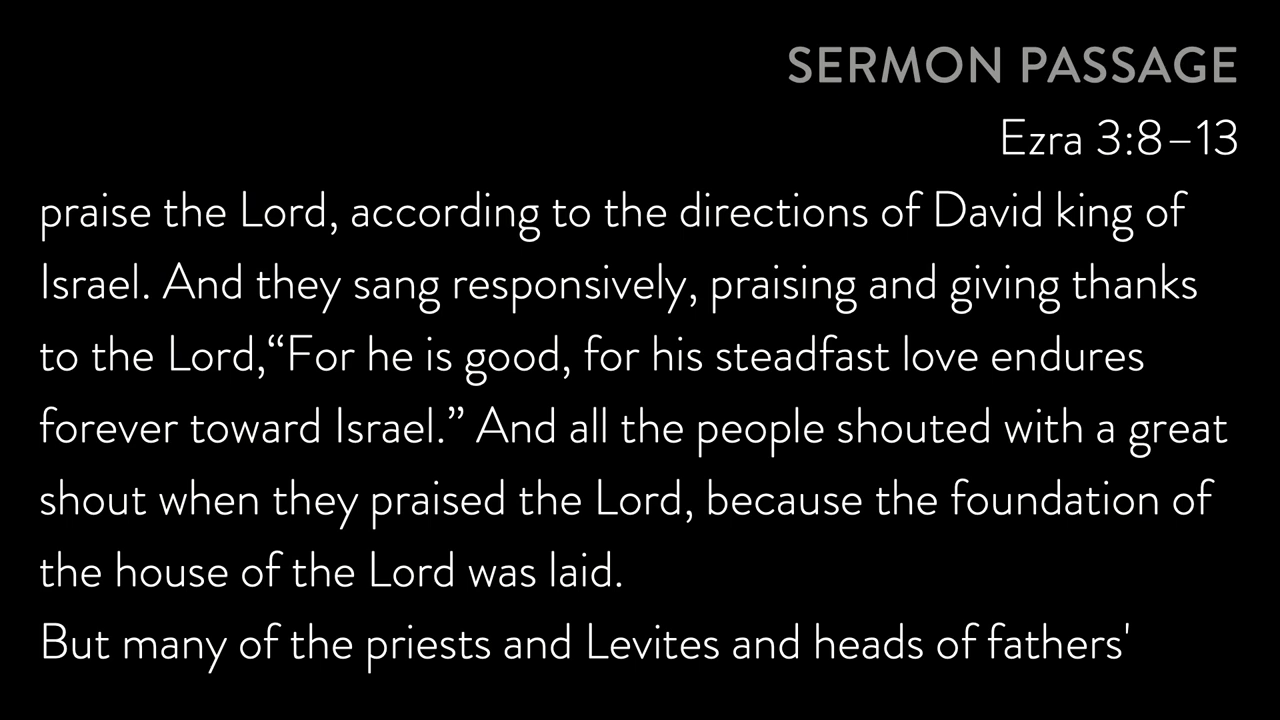 SERMON PASSAGE
Ezra 3:8–13
praise the Lord, according to the directions of David king of
Israel. And they sang responsively, praising and giving thanks
to the Lord,“For he is good, for his steadfast love endures
forever toward Israel.” And all the people shouted with a great
shout when they praised the Lord, because the foundation of
the house of the Lord was laid.
But many of the priests and Levites and heads of fathers'